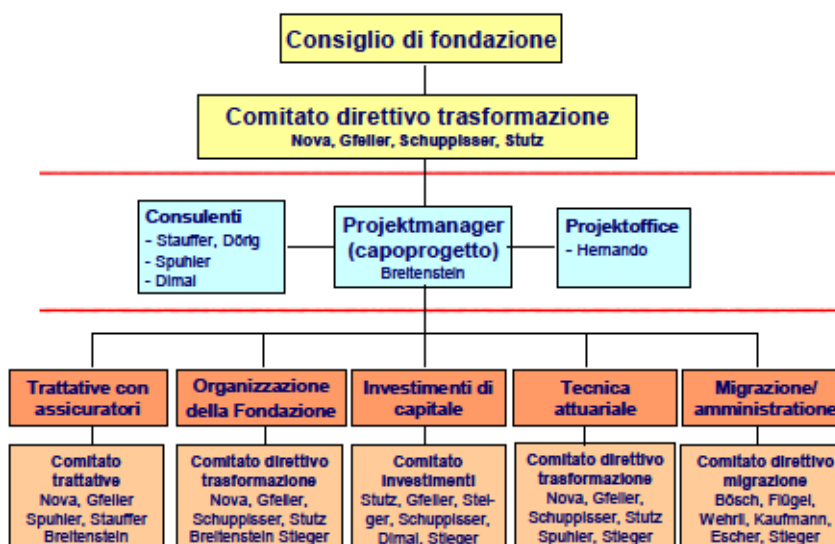 Consiglio di fondazione
Comitato direttivo trasformazione
Nova, Gfeller, Schuppisser, Stutz
Consulenti
- Stauffer, Dörig
- Spuhler
- Dimai
Projektmanager
(capoprogetto)
Breitenstein
Projektoffice
- Hernando
Trattative con
assicuratori
Organizzazione
della Fondazione
Investimenti di
capitale
Tecnica
attuariale
Migrazione/
amministratione
Comitato
trattative
Nova, Gfeller
Spuhler, Stauffer
Breitenstein
Comitato direttivo
trasformazione
Nova, Gfeller,
Schuppisser, Stutz
Breitenstein Stieger
Comitato
Investimenti
Stutz, Gfeller, Stei-
ger, Schuppisser,
Dimai, Stieger
Comitato direttivo
trasformazione
Nova, Gfeller,
Schuppisser, Stutz
Spuhler, Stieger
Comitato direttivo
migrazione
Bösch, Flügel,
Wehrli, Kaufmann,
Escher, Stieger